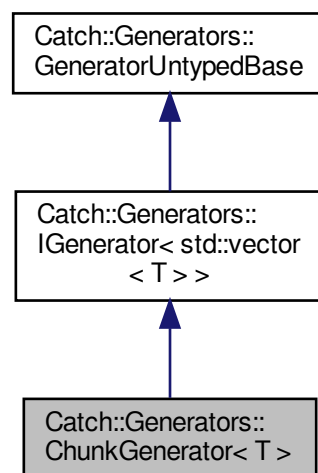 Catch::Generators::
GeneratorUntypedBase
Catch::Generators::
IGenerator< std::vector
< T > >
Catch::Generators::
ChunkGenerator< T >